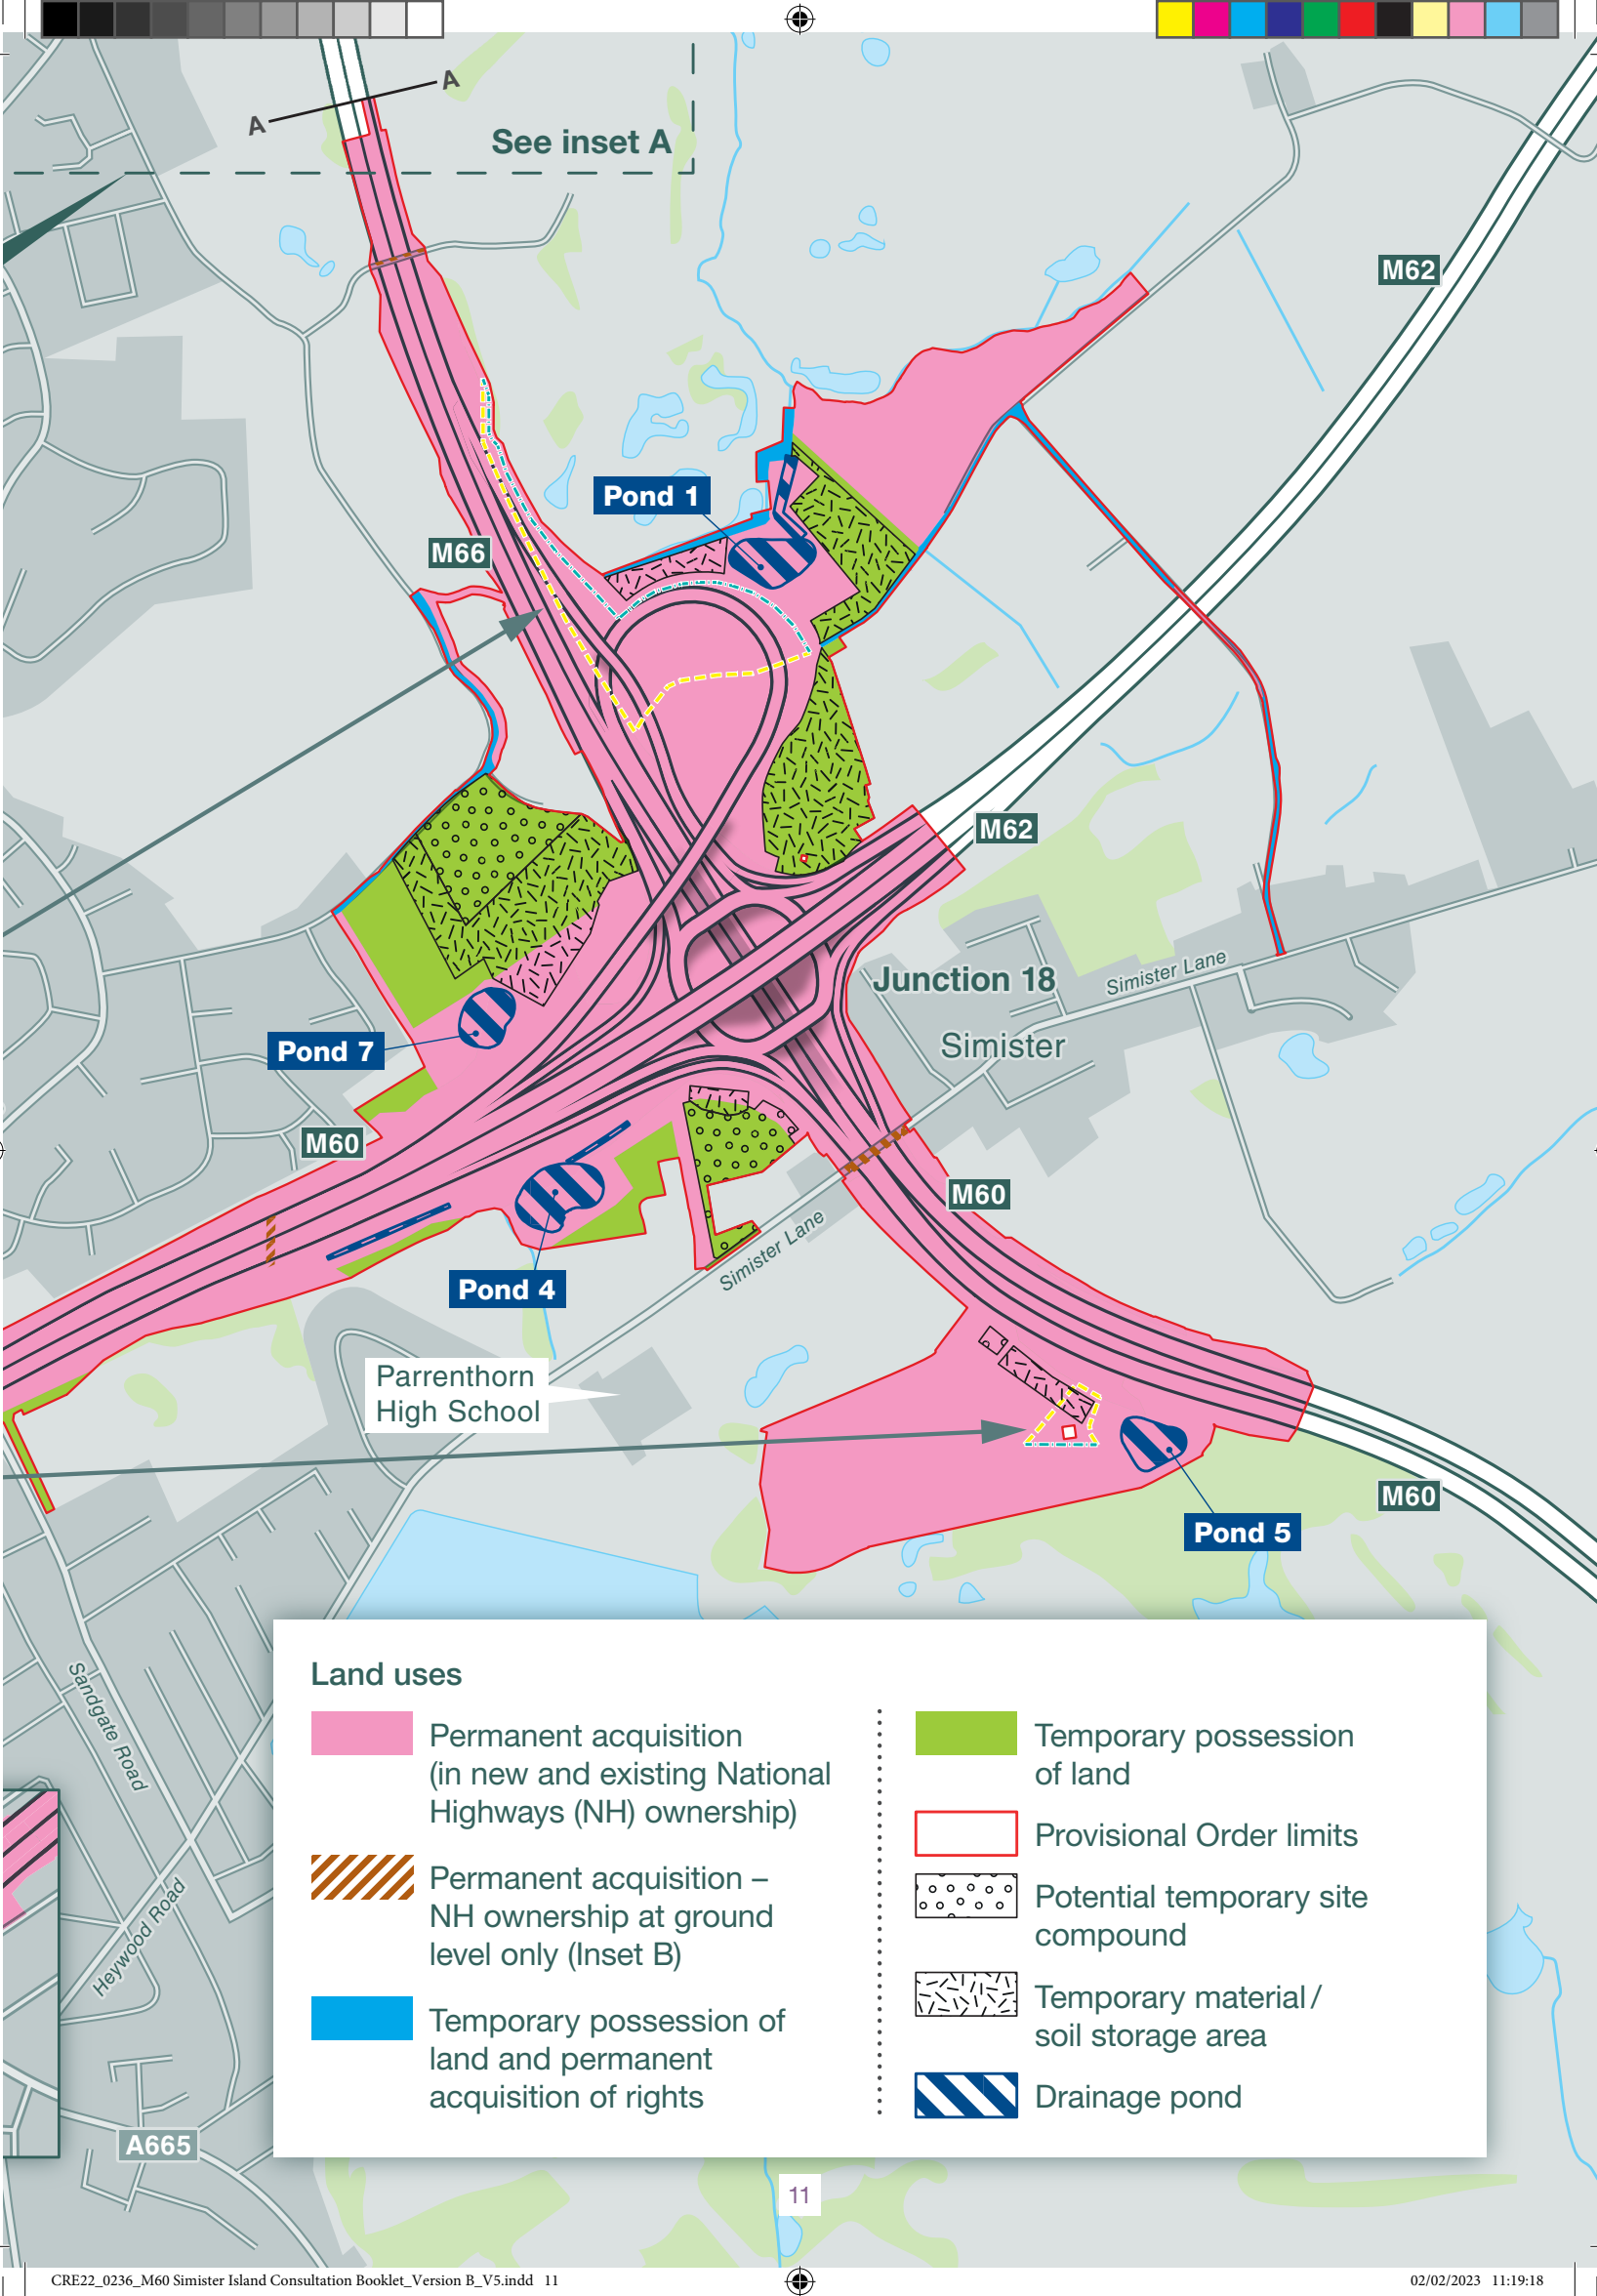 A
A
See inset A
M62
Pond 1
M66
M62
Junction 18
Simister Lane
Simister
Pond 7
M60
M60
Simister Lane
Pond 4
Parrenthorn
High School
M60
Pond 5
Sandgate Road
Heywood Road
A665
Land uses
Permanent acquisition
(in new and existing National
Highways (NH) ownership)
Permanent acquisition –
NH ownership at ground
level only (Inset B)
Temporary possession of
land and permanent
acquisition of rights
Temporary possession
of land
Provisional Order limits
Potential temporary site
compound
Temporary material/
soil storage area
Drainage pond
11
CRE22_0236_M60 Simister Island Consultation Booklet_Version B_V5.indd 11
02/02/2023 11:19:18